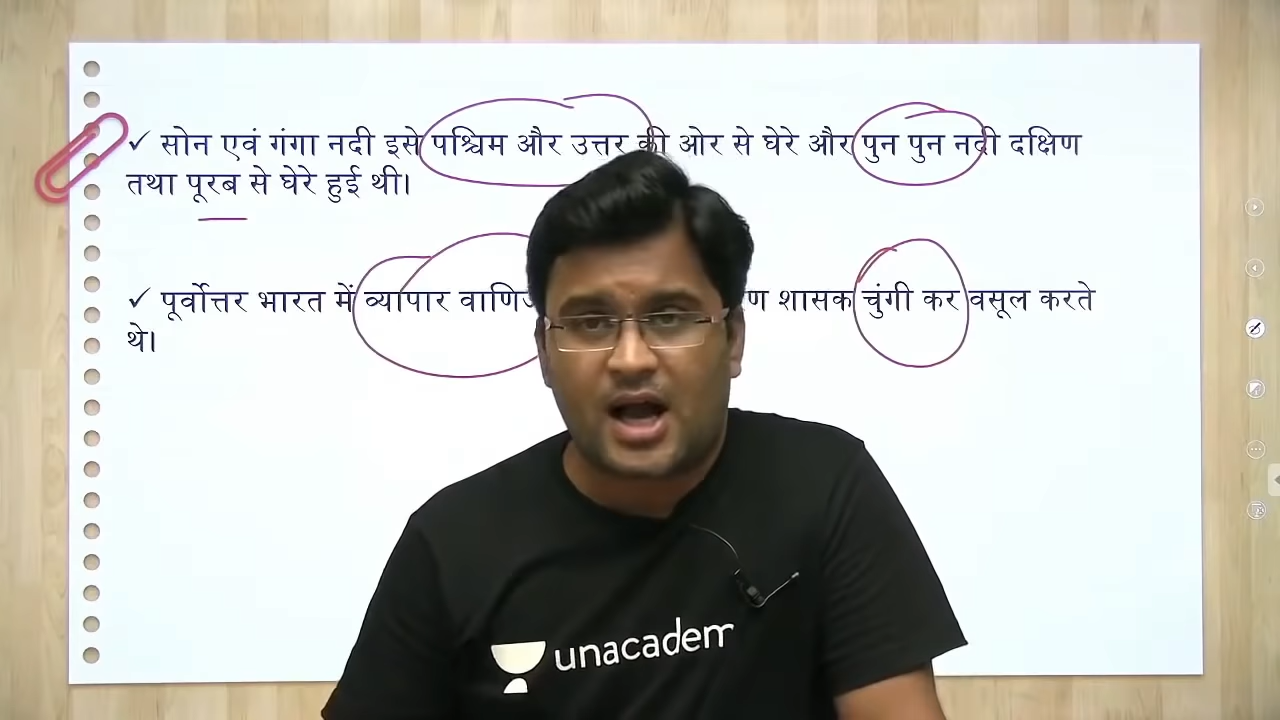 ✓ सोन एवं गंगा नदी इसे पश्चिम और उत्तर की ओर से घेरे और पुन पुन नदी दक्षिण
तथा पूरब से घेरे हुई थी।
✓ पूर्वोत्तर भारत में व्यापार शासक चुंगी कर वसूल करते
थे।
unacadem